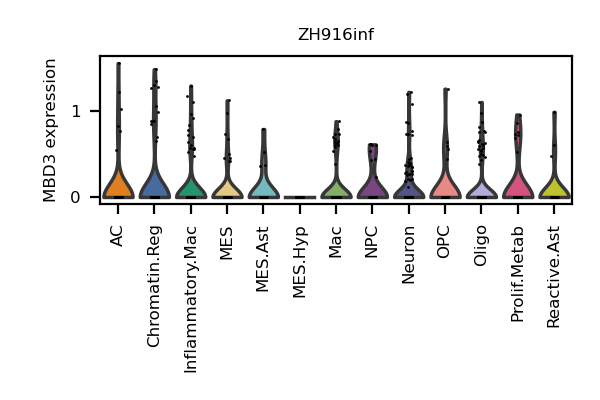 ZH916inf
MBD3 expression
1
0
AC
Chromatin.Reg
Inflammatory.Mac
MES
MES.Ast
MES.Hyp
Mac
NPC
Neuron
OPC
Oligo
Prolif.Metab
Reactive.Ast